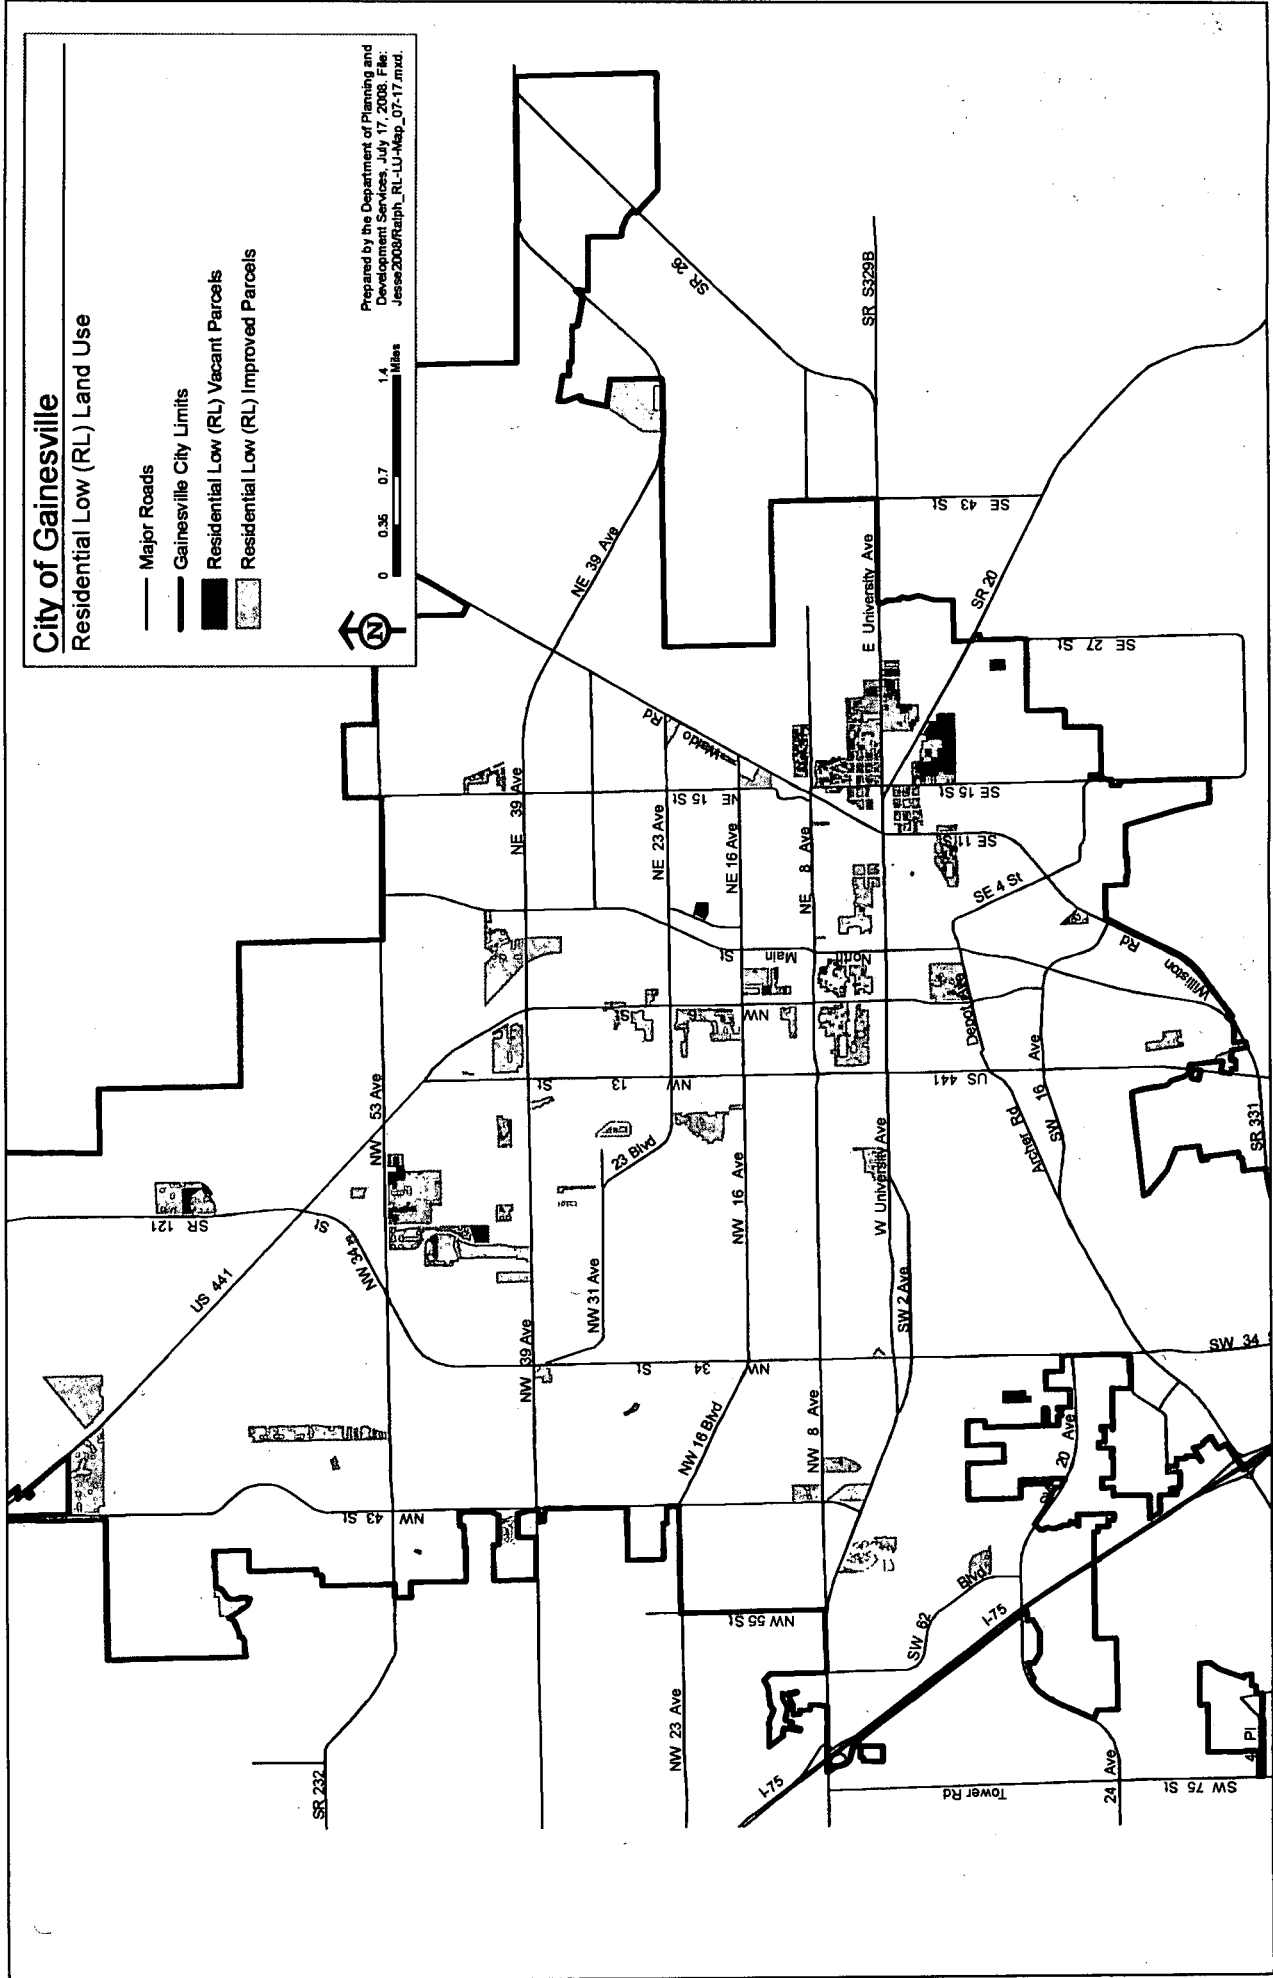 City of Gainesville
Residential Low (RL) Land Use
Major Roads
Gainesville City Limits
Residential Low (RL) Vacant Parcels
Residential Low (RL) Improved Parcels
N
0 0.35 0.7 1.4
Miles
Prepared by the Department of Planning and
Development Services, July 17, 2008. File:
Jesse2008/Ralph_RL-LU-Map_07-17.mxd.
SR 121
US 441
NW 34 St
NW 53 Ave
SR 232
NW 43 St
NW 39 Ave
NE 39 Ave
NE 39 Ave
NW 31 Ave
23 Blvd
NW 13 St
NW 6 St
NW 34 St
NW 16 Blvd
NW 23 Ave
NE 23 Ave
NE 15 St
Waldo Rd
NW 55 St
NW 16 Ave
NE 16 Ave
North Main St
NW 8 Ave
NE 8 Ave
SR 26
SR S329B
I-75
W University Ave
E University Ave
SW 2 Ave
SW 62 Blvd
I-75
Tower Rd
SE 43 St
SR 20
SE 15 St
SE 11 St
SE 4 St
SE 27 St
Depot Ave
US 441
Archer Rd
SW 16 Ave
20 Ave
24 Ave
Williston Rd
SR 331
SW 34
SW 75 St
Pl